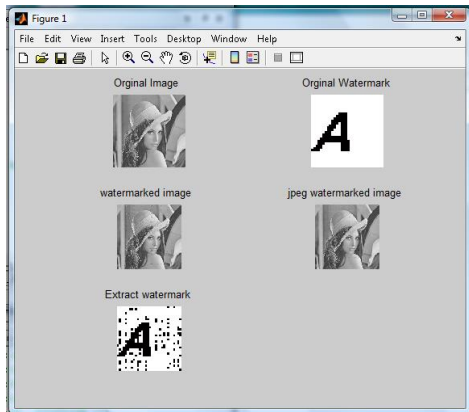 Figure 1
File Edit View Insert Tools Desktop Window Help
Orginal Image
Orginal Watermark
A
watermarked image
jpeg watermarked image
Extract watermark
A